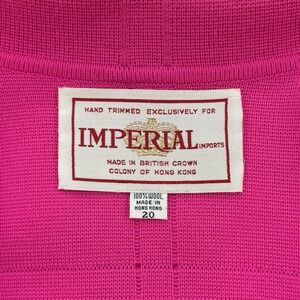 HAND TRIMMED EXCLUSIVELY FOR
IMPERIAL IMPORTS
MADE IN BRITISH CROWN
COLONY OF HONG KONG
100% WOOL
MADE IN
HONG KONG
20